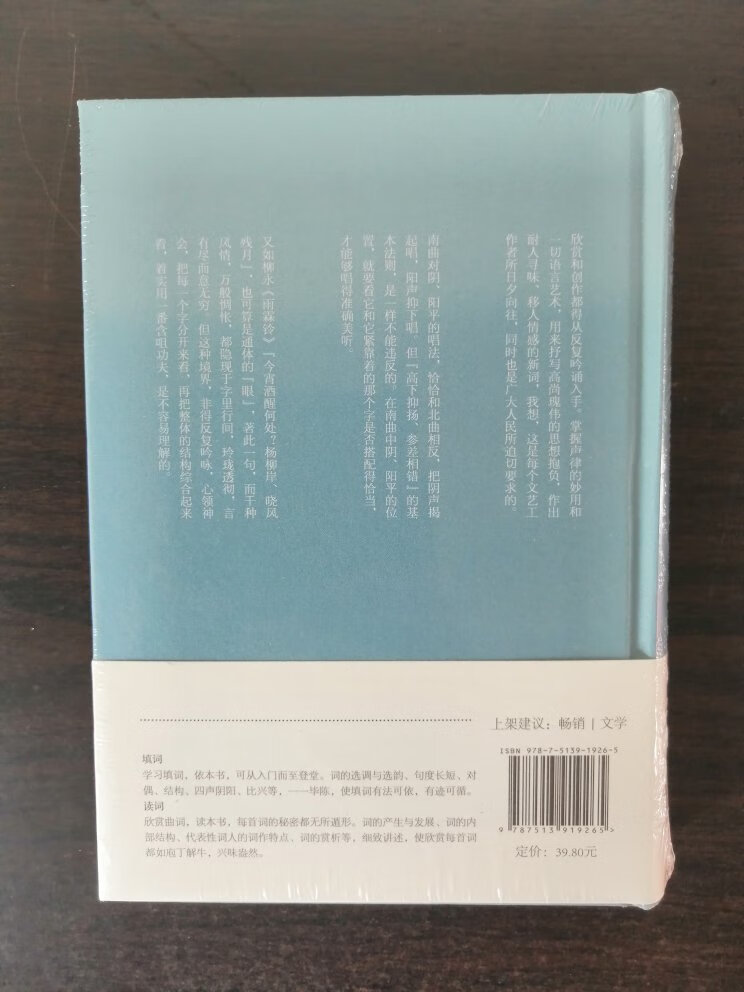 欣赏和创作都得从反复吟诵入手。掌握声律的妙用和
一切语言艺术，用来抒写高尚瑰伟的思想抱负，作出
耐人寻味、移人情感的新词，我想，这是每个文艺工
作者所日夕向往，同时也是广大人民所迫切要求的。
南曲对阴、阳平的唱法，恰恰和北曲相反，把阴声揭
起唱，阳声抑下唱。但『高下抑扬、参差相错』的基
本法则，是一样不能违反的。在南曲中阴、阳平的位
置，就要看它和它紧靠着的那个字是否搭配得恰当，
才能够唱得准确美听。
又如柳永《雨霖铃》『今宵酒醒何处？杨柳岸、晓风
残月』，也可算是通体的『眼』，著此一句，而千种
风情，万般惆怅，都隐现于字里行间，玲珑透彻，言
有尽而意无穷。但这种境界，非得反复吟咏，心领神
会，把每一个字分开来看，再把整体的结构综合起来
看，着实用一番含咀功夫，是不容易理解的。
上架建议：畅销 | 文学
ISBN 978-7-5139-1926-5
填词
学习填词，依本书，可从入门而至登堂。词的选调与选韵、句度长短、对
偶、结构、四声阴阳、比兴等，一一毕陈，使填词有法可依，有迹可循。
读词
欣赏曲词，读本书，每首词的秘密都无所遁形。词的产生与发展、词的内
部结构、代表性词人的词作特点、词的赏析等，细致讲述，使欣赏每首词
都如庖丁解牛，兴味盎然。
9 787513 919265 >
定价：39.80元